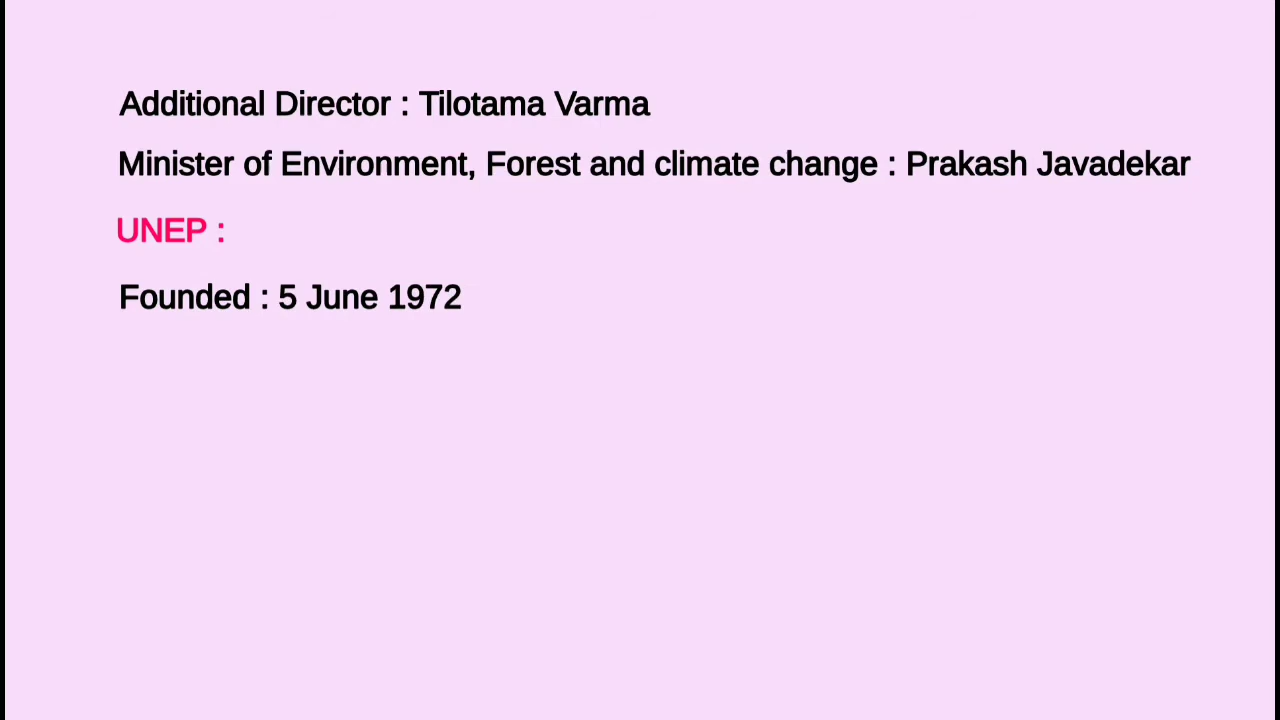 Additional Director : Tilotama Varma
Minister of Environment, Forest and climate change : Prakash Javadekar
UNEP :
Founded : 5 June 1972